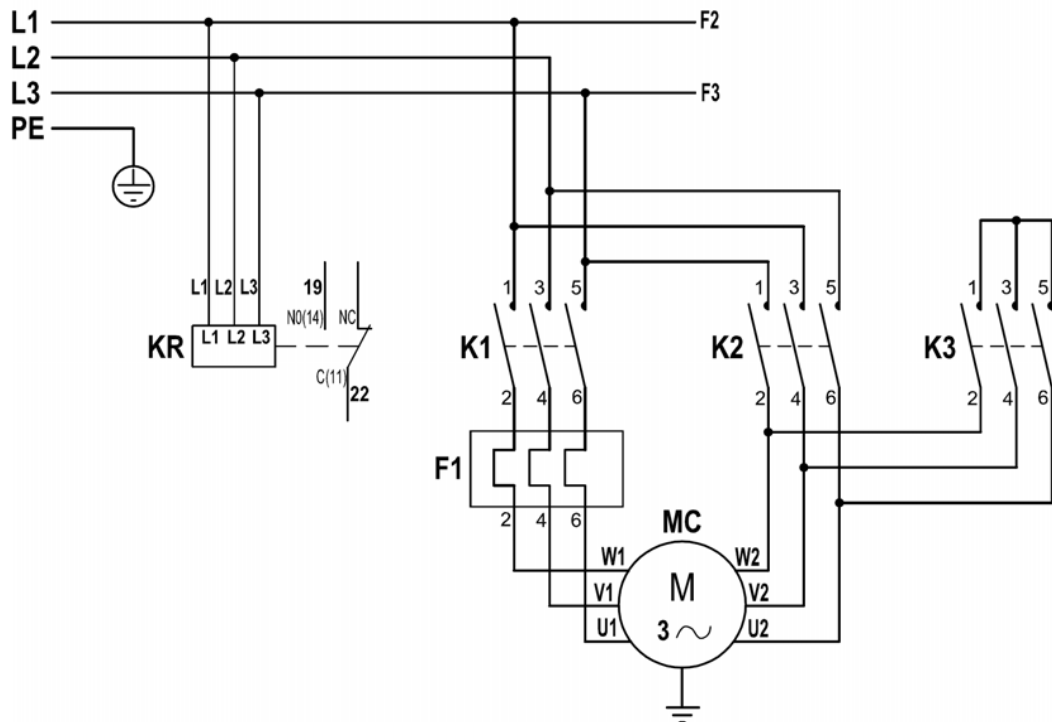 L1 F2
L2
L3 F3
PE
L1 L2 L3 19 1 3 5 1 3 5 1 3 5
N0(14) NC
KR L1 L2 L3 K1 K2 K3
C(11)
22 2 4 6 2 4 6 2 4 6
F1
2 4 6 MC
W1 W2
M
V1 V2
3
U1 U2